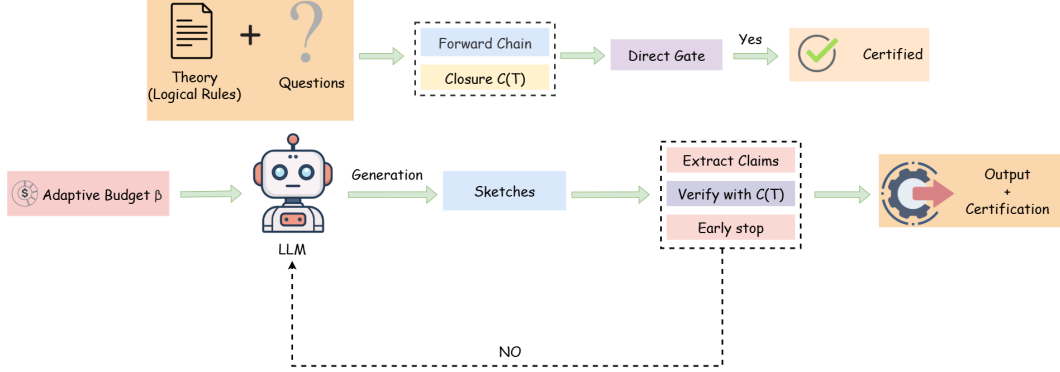 Theory
(Logical Rules)
+
Questions
Forward Chain
Closure C(T)
Direct Gate
Yes
Certified
$ Adaptive Budget β
LLM
Generation
Sketches
Extract Claims
Verify with C(T)
Early stop
Output
+
Certification
NO